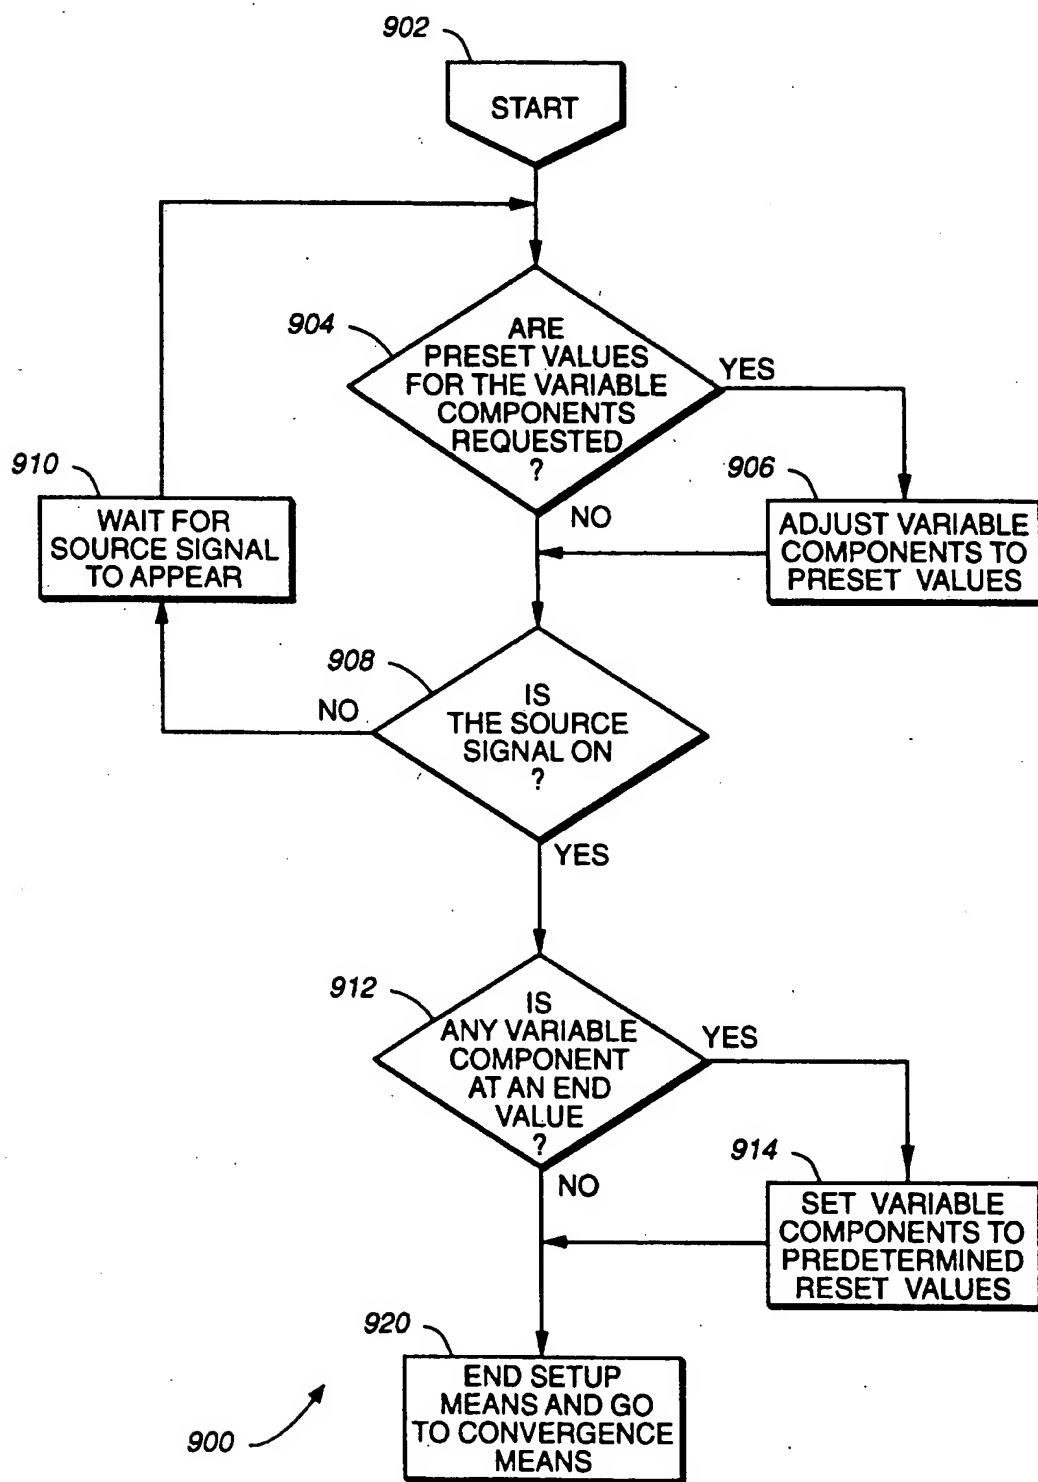 902
START
904
ARE
PRESET VALUES
FOR THE VARIABLE
COMPONENTS
REQUESTED
?
YES
NO
906
ADJUST VARIABLE
COMPONENTS TO
PRESET VALUES
910
WAIT FOR
SOURCE SIGNAL
TO APPEAR
908
IS
THE SOURCE
SIGNAL ON
?
NO
YES
912
IS
ANY VARIABLE
COMPONENT
AT AN END
VALUE
?
YES
NO
914
SET VARIABLE
COMPONENTS TO
PREDETERMINED
RESET VALUES
920
END SETUP
MEANS AND GO
TO CONVERGENCE
MEANS
900